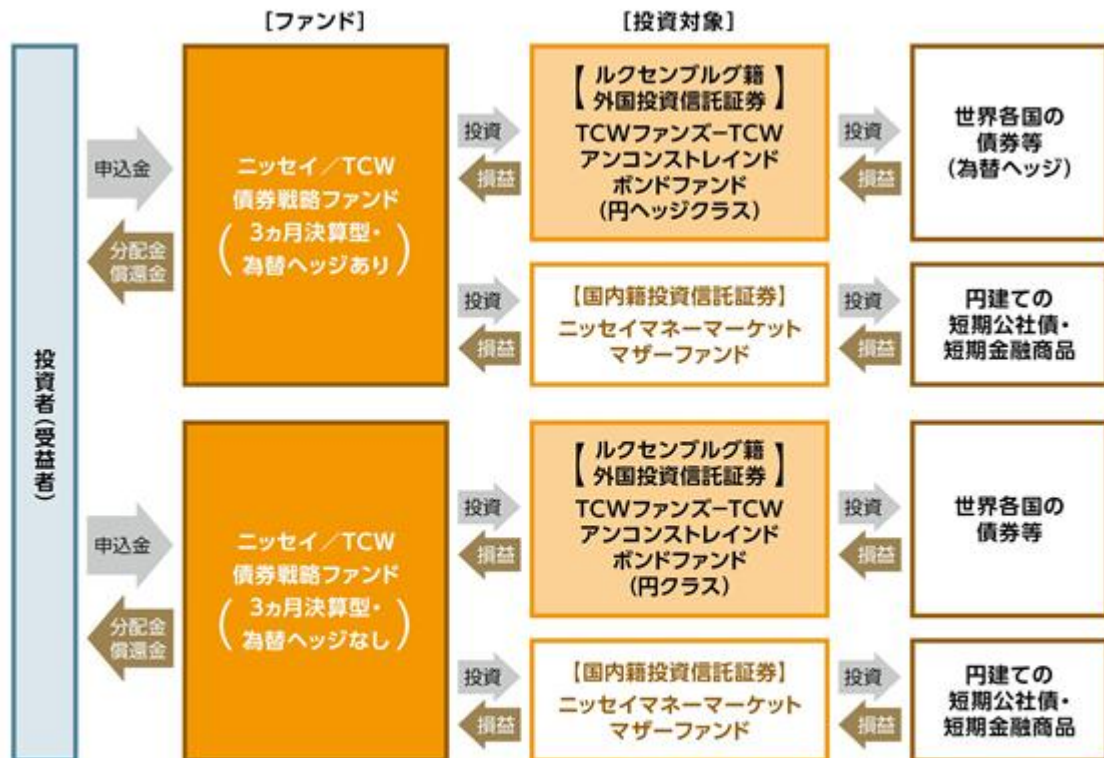 [ファンド]
[投資対象]
投資者(受益者)
申込金
分配金
償還金
ニッセイ／TCW
債券戦略ファンド
(3ヵ月決算型・
為替ヘッジあり)
投資
損益
【ルクセンブルグ籍
外国投資信託証券】
TCWファンズーTCW
アンコンストレインド
ボンドファンド
(円ヘッジクラス)
投資
損益
世界各国の
債券等
(為替ヘッジ)
投資
損益
【国内籍投資信託証券】
ニッセイマネーマーケット
マザーファンド
投資
損益
円建ての
短期公社債・
短期金融商品
申込金
分配金
償還金
ニッセイ／TCW
債券戦略ファンド
(3ヵ月決算型・
為替ヘッジなし)
投資
損益
【ルクセンブルグ籍
外国投資信託証券】
TCWファンズーTCW
アンコンストレインド
ボンドファンド
(円クラス)
投資
損益
世界各国の
債券等
投資
損益
【国内籍投資信託証券】
ニッセイマネーマーケット
マザーファンド
投資
損益
円建ての
短期公社債・
短期金融商品